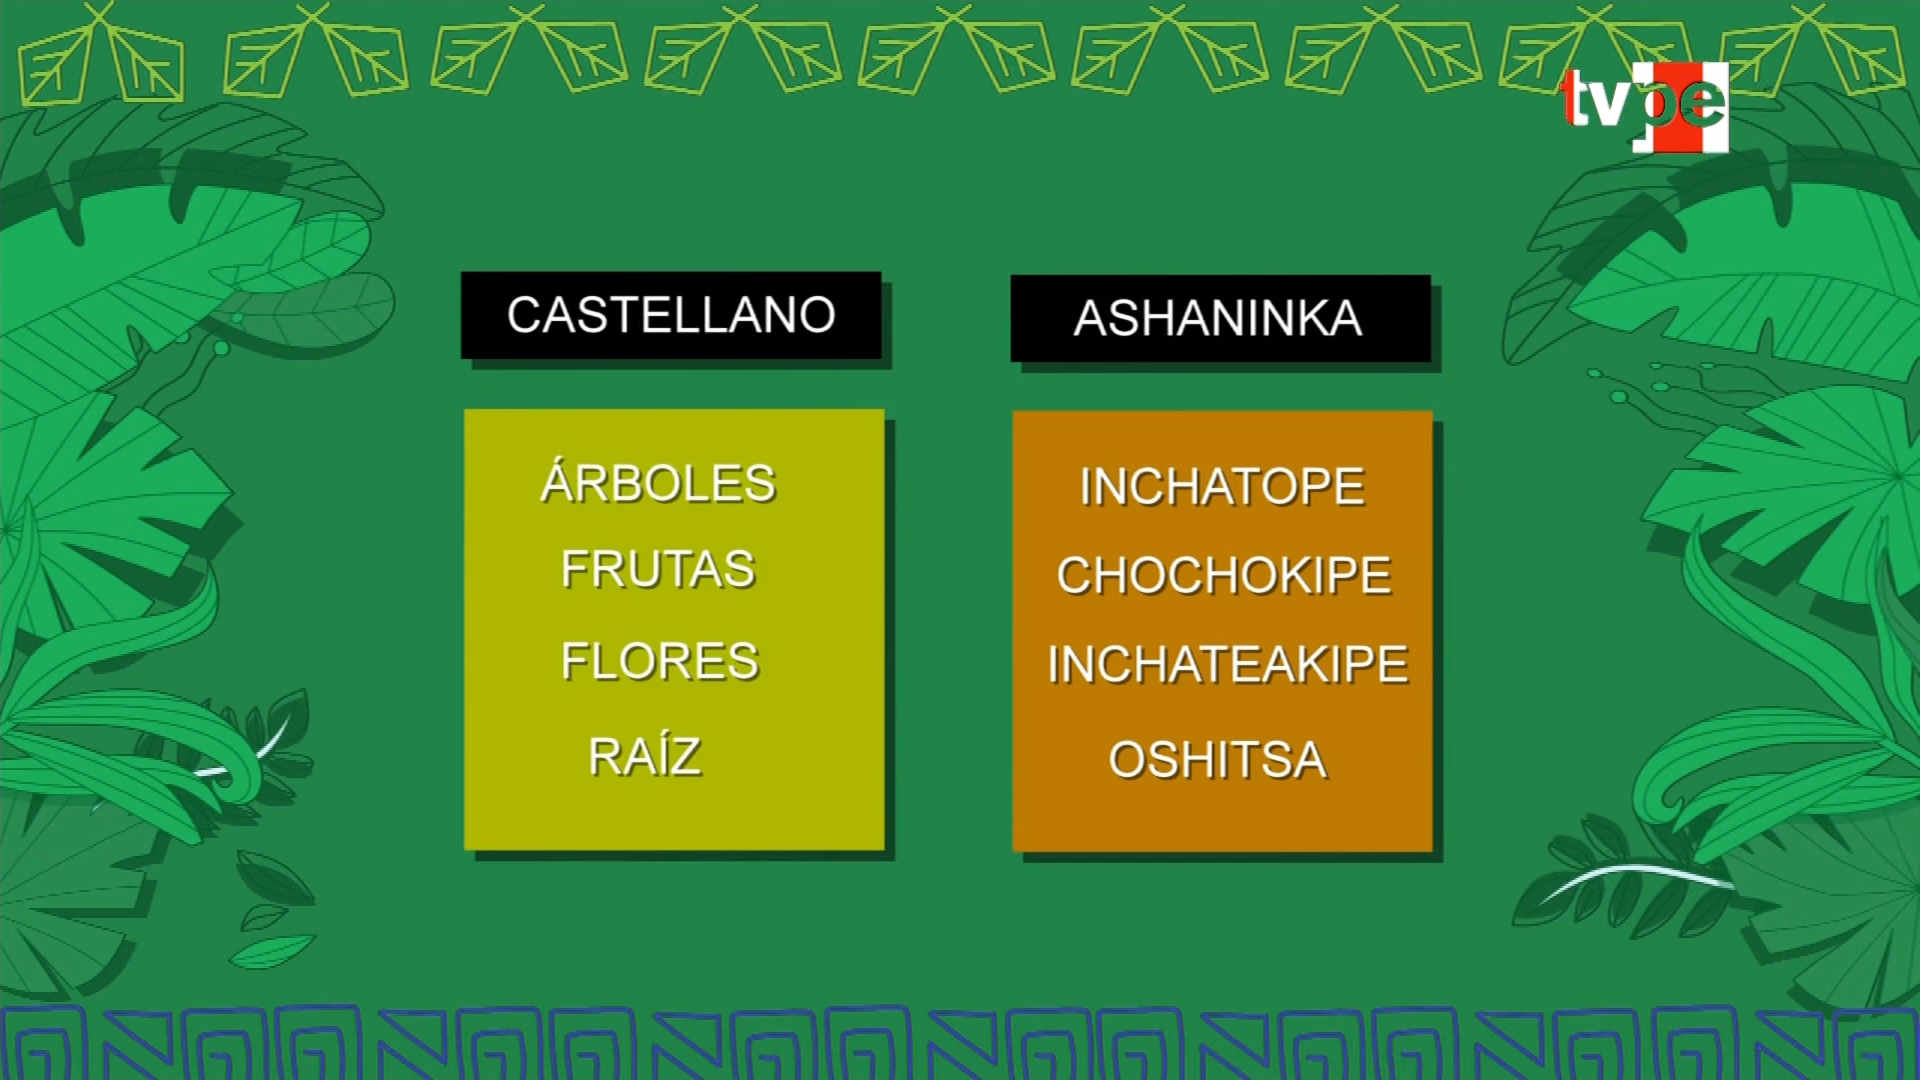 tvpe
CASTELLANO
ÁRBOLES
FRUTAS
FLORES
RAÍZ
ASHANINKA
INCHATOPE
CHOCHOKIPE
INCHATEAKIPE
OSHITSA